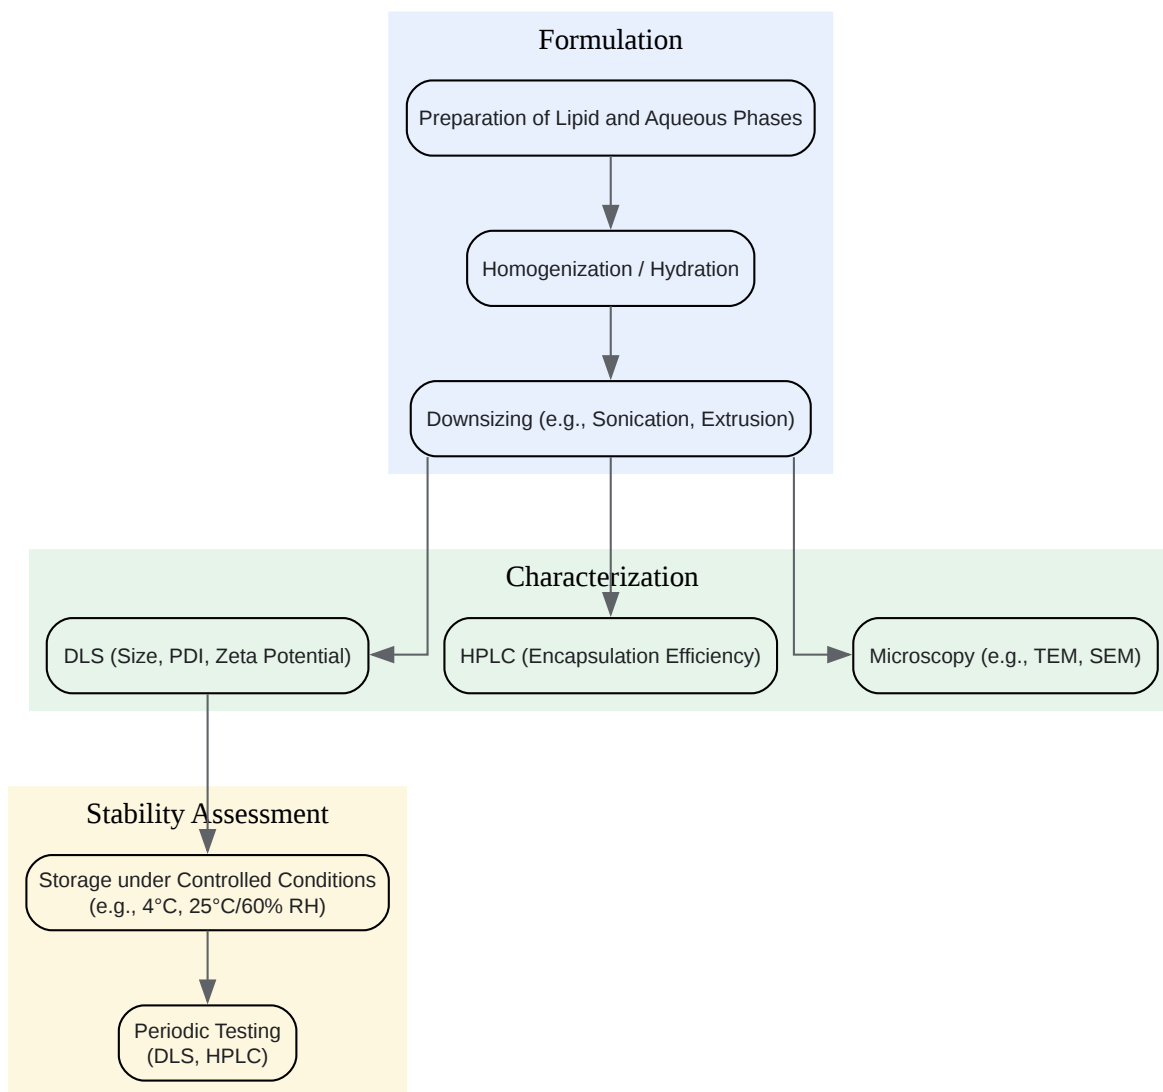 Formulation
Preparation of Lipid and Aqueous Phases
Homogenization / Hydration
Downsizing (e.g., Sonication, Extrusion)
Characterization
DLS (Size, PDI, Zeta Potential)
HPLC (Encapsulation Efficiency)
Microscopy (e.g., TEM, SEM)
Stability Assessment
Storage under Controlled Conditions
(e.g., 4°C, 25°C/60% RH)
Periodic Testing
(DLS, HPLC)